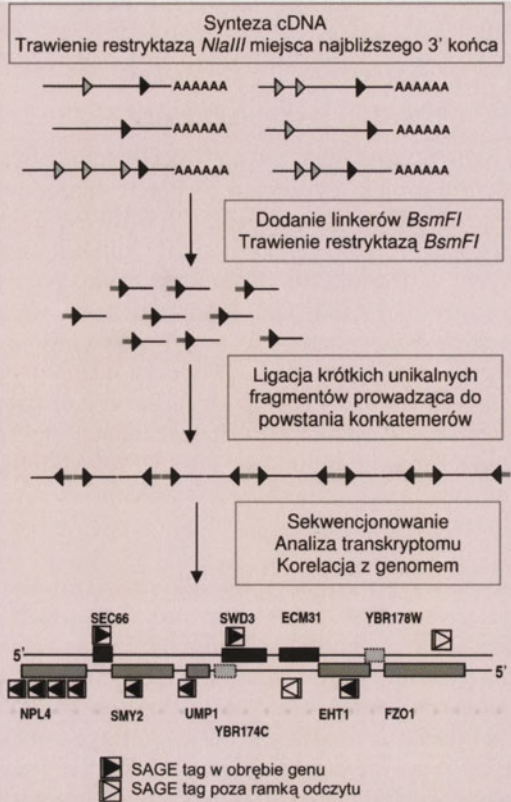 Synteza cDNA
Trawienie restryktazą NlaIII miejsca najbliższego 3' końca
AAAAAA AAAAAA
AAAAAA AAAAAA
AAAAAA AAAAAA
Dodanie linkerów BsmFI
Trawienie restryktazą BsmFI
Ligacja krótkich unikalnych
fragmentów prowadząca do
powstania konkatemerów
Sekwencjonowanie
Analiza transkryptomu
Korelacja z genomem
SEC66 SWD3 ECM31 YBR178W
5'
5'
NPL4 SMY2 UMP1 EHT1 FZO1
YBR174C
SAGE tag w obrębie genu
SAGE tag poza ramką odczytu